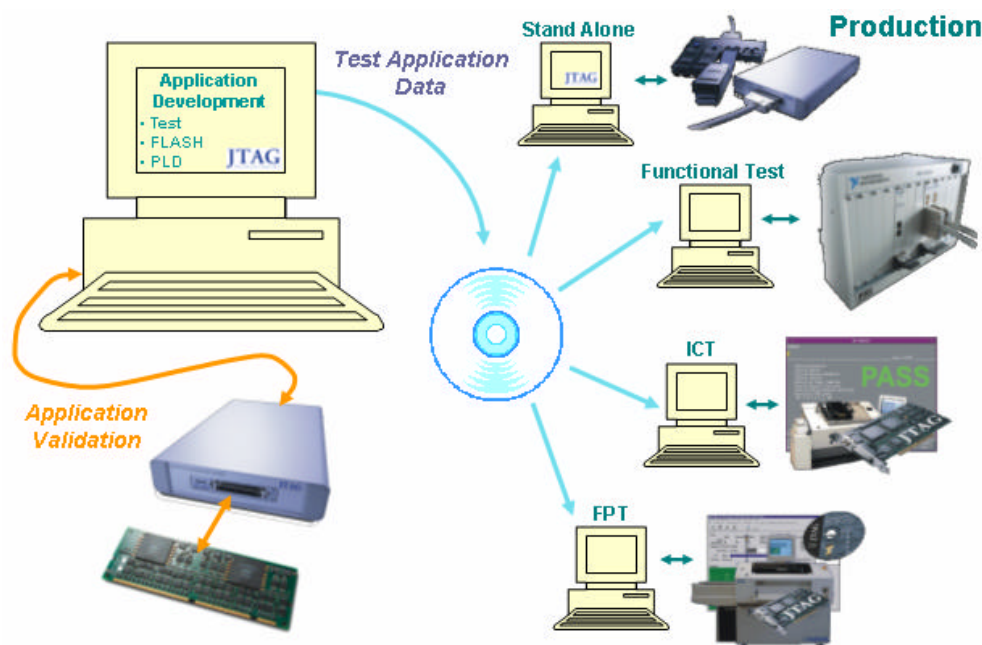 Production
Stand Alone
Test Application
Data
Application
Development
• Test
• FLASH
• PLD
JTAG
JTAG
Functional Test
ICT
PASS
JTAG
Application
Validation
JTAG
FPT
JTAG